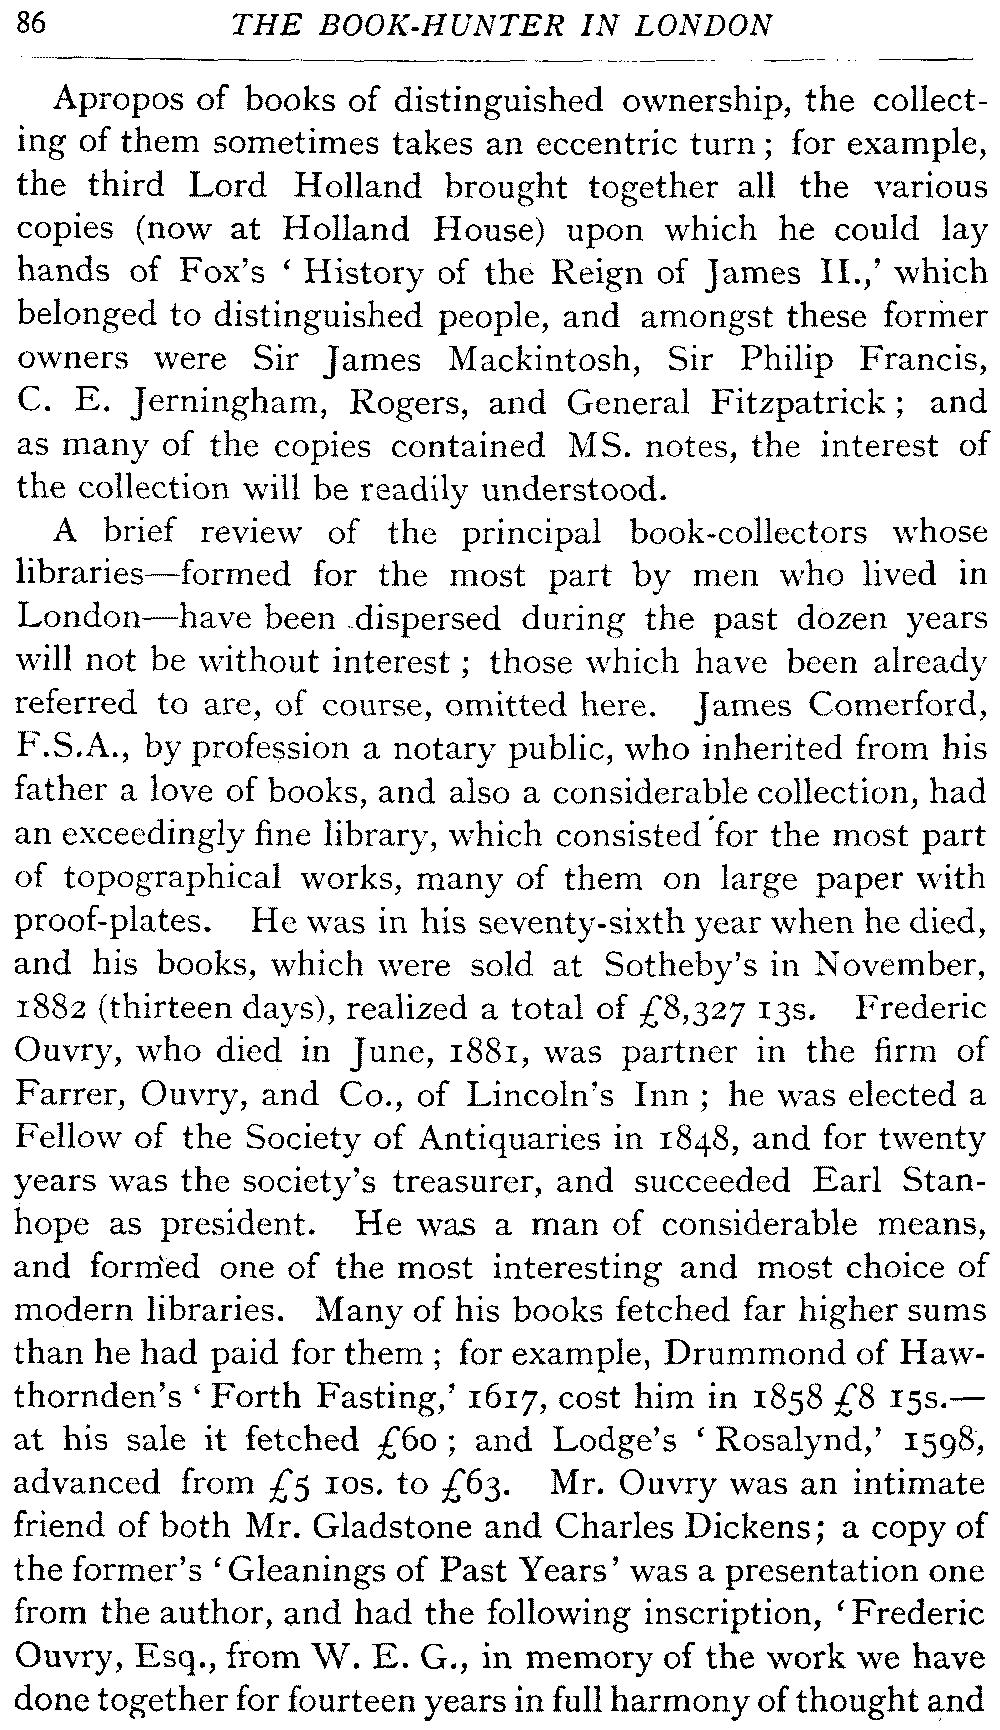 86 THE BOOK-HUNTER IN LONDON
Apropos of books of distinguished ownership, the collect-
ing of them sometimes takes an eccentric turn ; for example,
the third Lord Holland brought together all the various
copies (now at Holland House) upon which he could lay
hands of Fox's ‘ History of the Reign of James II.,’ which
belonged to distinguished people, and amongst these former
owners were Sir James Mackintosh, Sir Philip Francis,
C. E. Jerningham, Rogers, and General Fitzpatrick ; and
as many of the copies contained MS. notes, the interest of
the collection will be readily understood.
A brief review of the principal book-collectors whose
libraries—formed for the most part by men who lived in
London—have been dispersed during the past dozen years
will not be without interest ; those which have been already
referred to are, of course, omitted here. James Comerford,
F.S.A., by profession a notary public, who inherited from his
father a love of books, and also a considerable collection, had
an exceedingly fine library, which consisted for the most part
of topographical works, many of them on large paper with
proof-plates. He was in his seventy-sixth year when he died,
and his books, which were sold at Sotheby's in November,
1882 (thirteen days), realized a total of £8,327 13s. Frederic
Ouvry, who died in June, 1881, was partner in the firm of
Farrer, Ouvry, and Co., of Lincoln's Inn ; he was elected a
Fellow of the Society of Antiquaries in 1848, and for twenty
years was the society's treasurer, and succeeded Earl Stan-
hope as president. He was a man of considerable means,
and formed one of the most interesting and most choice of
modern libraries. Many of his books fetched far higher sums
than he had paid for them ; for example, Drummond of Haw-
thornden's ‘ Forth Fasting,’ 1617, cost him in 1858 £8 15s.—
at his sale it fetched £60 ; and Lodge's ‘ Rosalynd,’ 1598,
advanced from £5 10s. to £63. Mr. Ouvry was an intimate
friend of both Mr. Gladstone and Charles Dickens; a copy of
the former's ‘Gleanings of Past Years’ was a presentation one
from the author, and had the following inscription, ‘Frederic
Ouvry, Esq., from W. E. G., in memory of the work we have
done together for fourteen years in full harmony of thought and